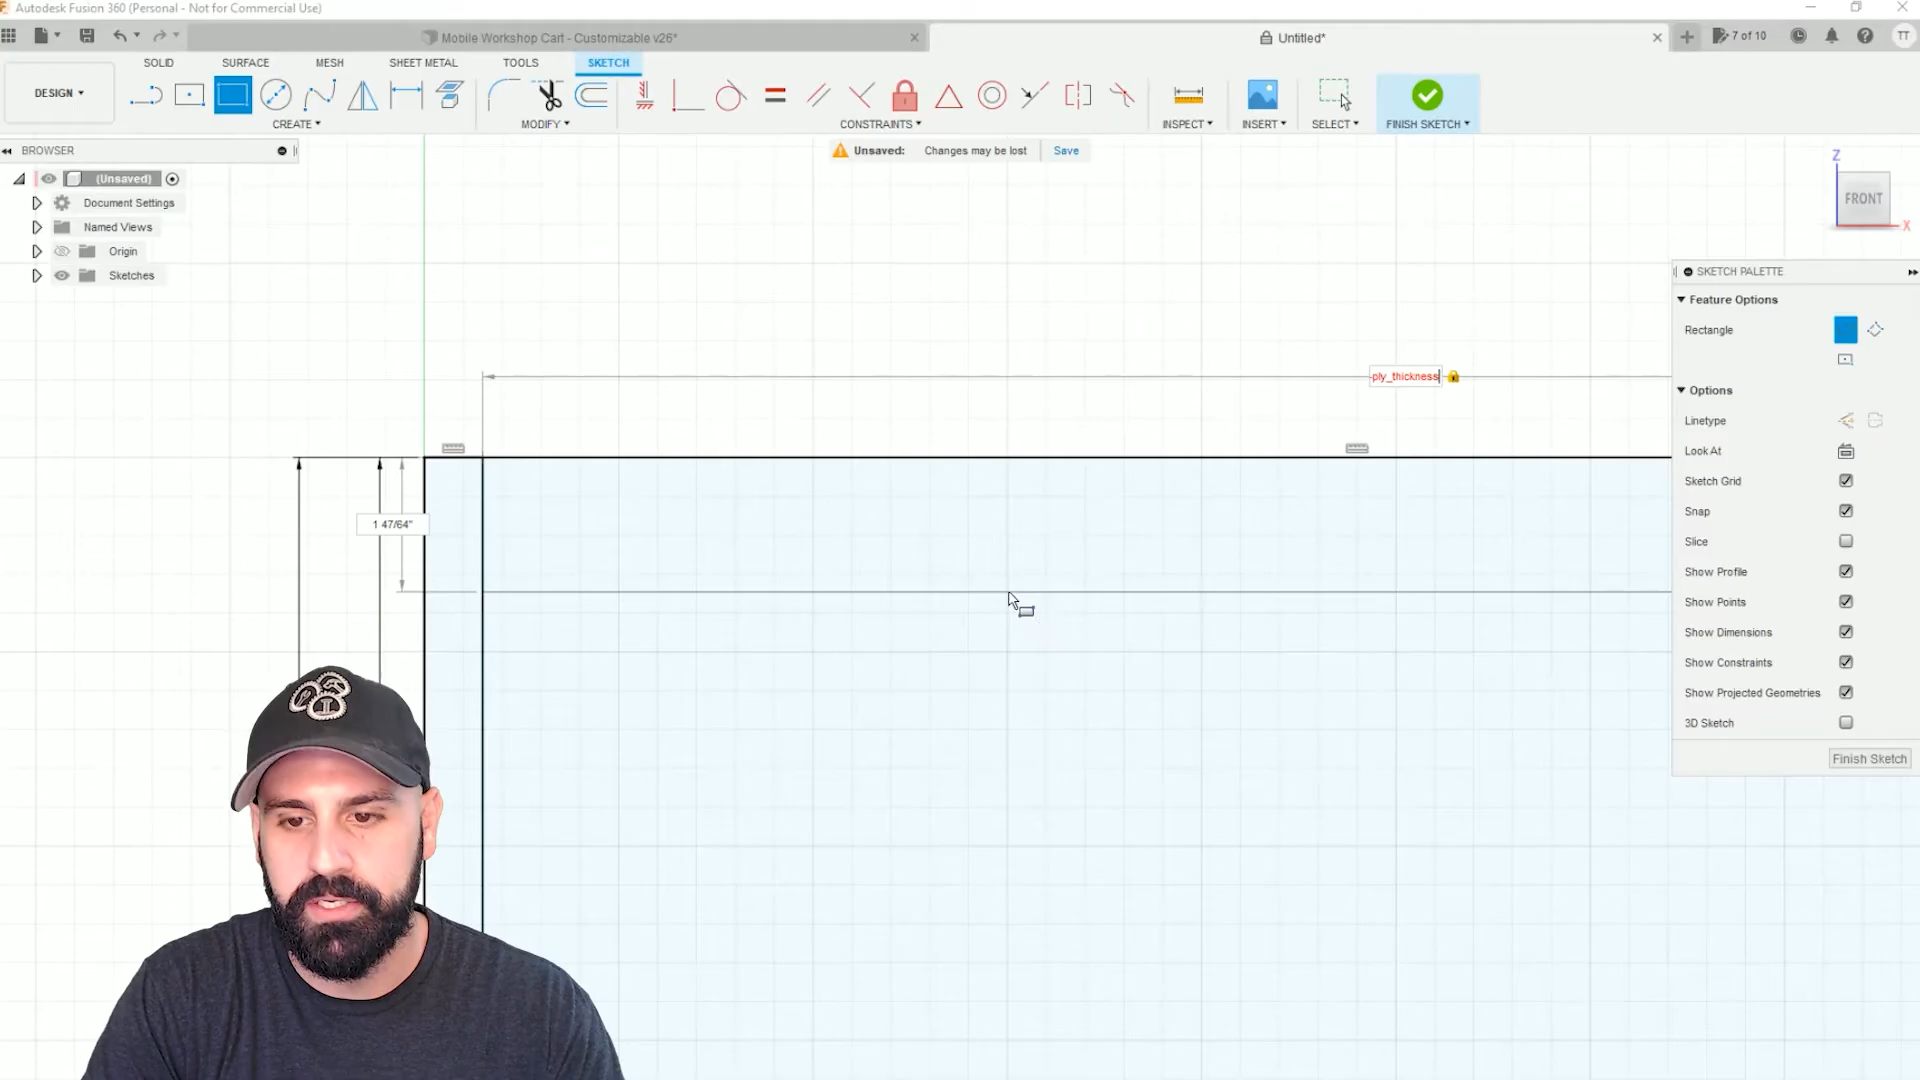 Autodesk Fusion 360 (Personal - Not for Commercial Use)
Mobile Workshop Cart - Customizable v26*
Untitled*
7 of 10
TT
SOLID
SURFACE
MESH
SHEET METAL
TOOLS
SKETCH
DESIGN
CREATE
MODIFY
CONSTRAINTS
INSPECT
INSERT
SELECT
FINISH SKETCH
BROWSER
Unsaved: Changes may be lost Save
(Unsaved)
Document Settings
Named Views
Origin
Sketches
Z
FRONT
X
SKETCH PALETTE
Feature Options
Rectangle
Options
Linetype
Look At
Sketch Grid
Snap
Slice
Show Profile
Show Points
Show Dimensions
Show Constraints
Show Projected Geometries
3D Sketch
Finish Sketch
-ply_thickness
1 47/64"